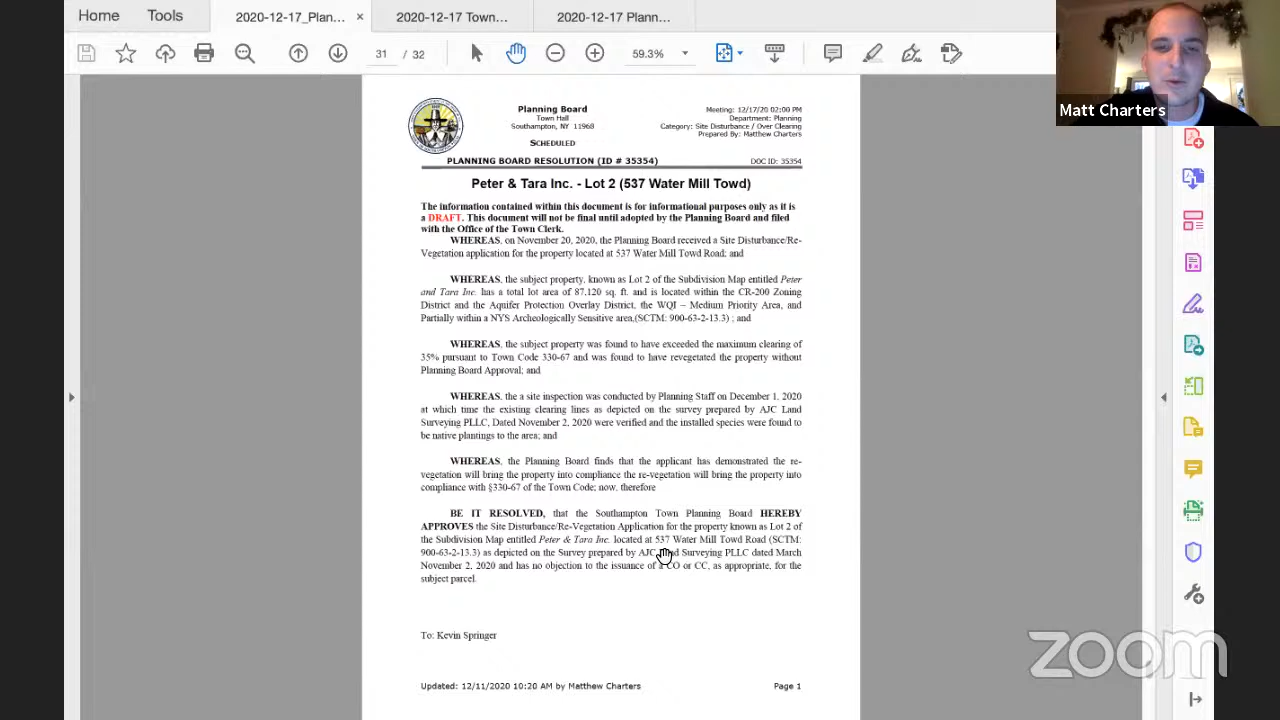 Home Tools 2020-12-17_Plan... × 2020-12-17 Town... 2020-12-17 Plann...
31 / 32 59.3%
Matt Charters
Planning Board
Town Hall
Southampton, NY 11968
SCHEDULED
Meeting: 12/17/20 02:00 PM
Department: Planning
Category: Site Disturbance / Over Clearing
Prepared By: Matthew Charters
PLANNING BOARD RESOLUTION (ID # 35354) DOC ID: 35354
Peter & Tara Inc. - Lot 2 (537 Water Mill Towd)
The information contained within this document is for informational purposes only as it is
a DRAFT. This document will not be final until adopted by the Planning Board and filed
with the Office of the Town Clerk.
WHEREAS, on November 20, 2020, the Planning Board received a Site Disturbance/Re-
Vegetation application for the property located at 537 Water Mill Towd Road; and
WHEREAS, the subject property, known as Lot 2 of the Subdivision Map entitled Peter
and Tara Inc. has a total lot area of 87,120 sq. ft. and is located within the CR-200 Zoning
District and the Aquifer Protection Overlay District, the WQI – Medium Priority Area, and
Partially within a NYS Archeologically Sensitive area,(SCTM: 900-63-2-13.3) ; and
WHEREAS, the subject property was found to have exceeded the maximum clearing of
35% pursuant to Town Code 330-67 and was found to have revegetated the property without
Planning Board Approval; and
WHEREAS, the a site inspection was conducted by Planning Staff on December 1, 2020
at which time the existing clearing lines as depicted on the survey prepared by AJC Land
Surveying PLLC, Dated November 2, 2020 were verified and the installed species were found to
be native plantings to the area; and
WHEREAS, the Planning Board finds that the applicant has demonstrated the re-
vegetation will bring the property into compliance the re-vegetation will bring the property into
compliance with §330-67 of the Town Code; now, therefore
BE IT RESOLVED, that the Southampton Town Planning Board HEREBY
APPROVES the Site Disturbance/Re-Vegetation Application for the property known as Lot 2 of
the Subdivision Map entitled Peter & Tara Inc. located at 537 Water Mill Towd Road (SCTM:
900-63-2-13.3) as depicted on the Survey prepared by AJC Land Surveying PLLC dated March
November 2, 2020 and has no objection to the issuance of a CO or CC, as appropriate, for the
subject parcel.
To: Kevin Springer
Updated: 12/11/2020 10:20 AM by Matthew Charters Page 1
zoom